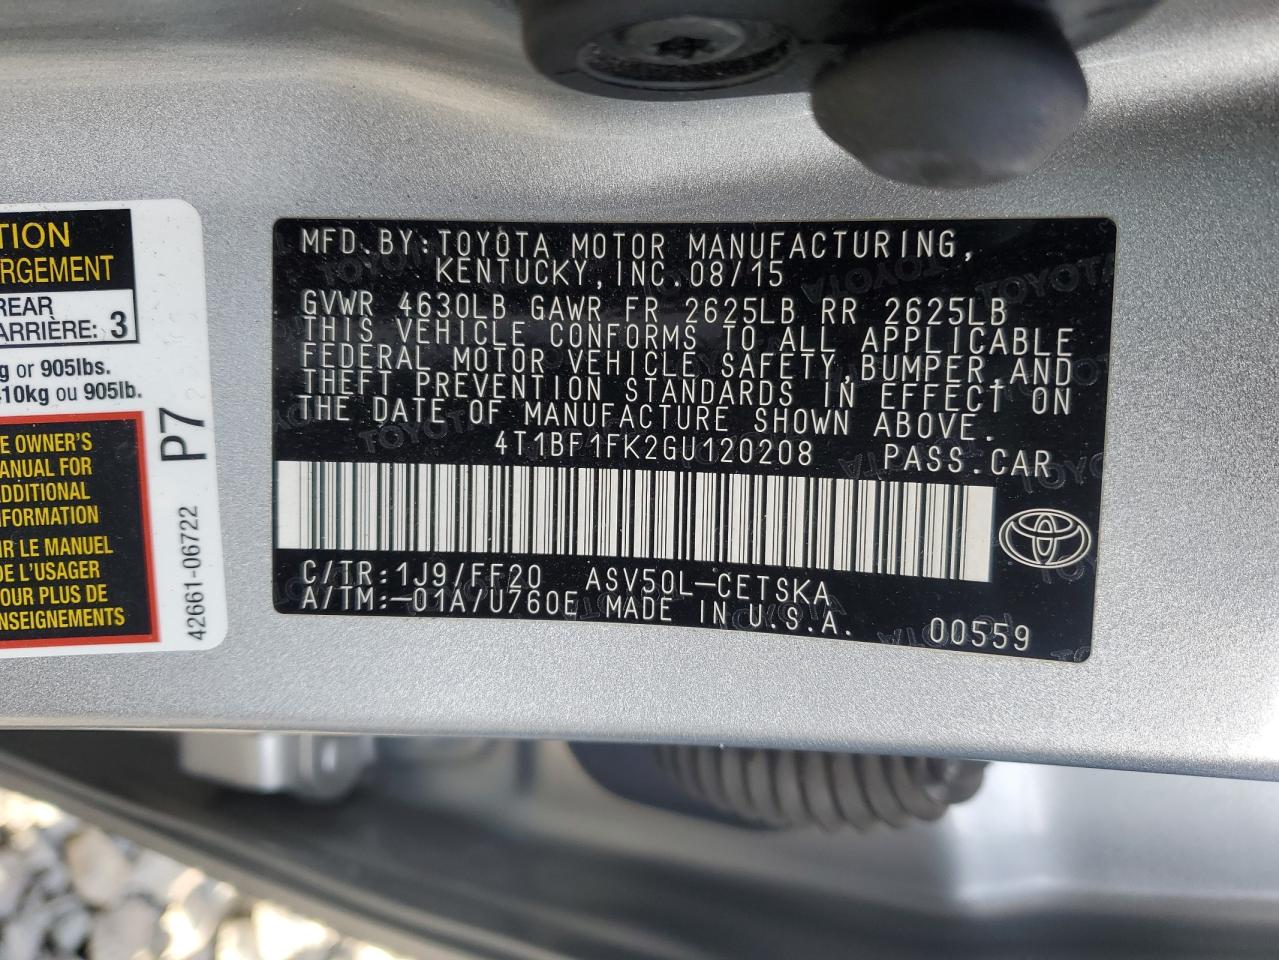 TION
RGEMENT
REAR
ARRIÈRE: 3
g or 905lbs.
10kg ou 905lb.
E OWNER'S
ANUAL FOR
DDITIONAL
FORMATION
IR LE MANUEL
DE L'USAGER
POUR PLUS DE
NSEIGNEMENTS
P7
42661-06722
MFD.BY:TOYOTA MOTOR MANUFACTURING,
KENTUCKY,INC.08/15
GVWR 4630LB GAWR FR 2625LB RR 2625LB
THIS VEHICLE CONFORMS TO ALL APPLICABLE
FEDERAL MOTOR VEHICLE SAFETY,BUMPER,AND
THEFT PREVENTION STANDARDS IN EFFECT ON
THE DATE OF MANUFACTURE SHOWN ABOVE.
4T1BF1FK2GU120208 PASS.CAR
C/TR:1J9/FF20 ASV50L-CETSKA
A/TM:-01A/U760E MADE IN U.S.A. 00559